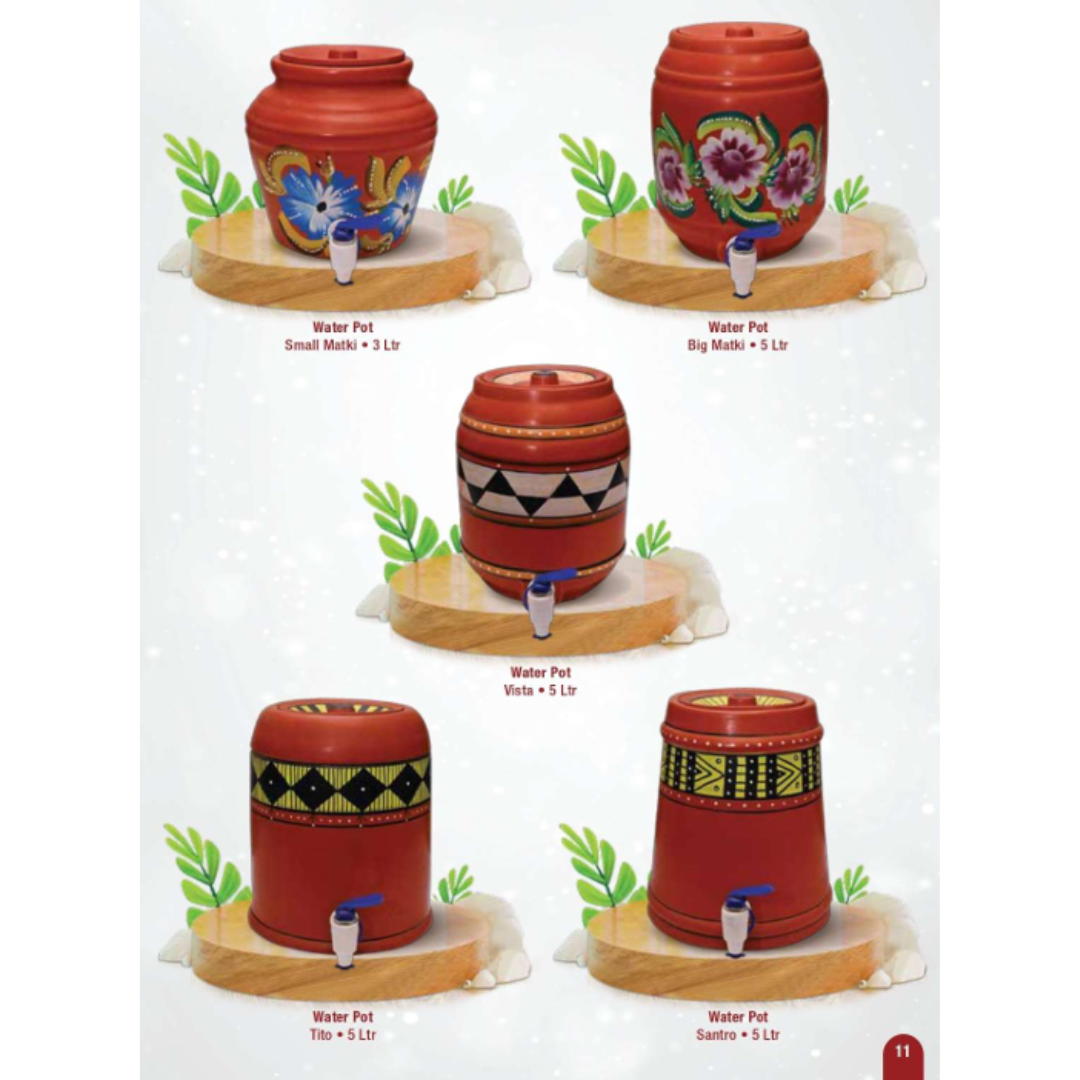 Water Pot
Small Matki • 3 Ltr
Water Pot
Big Matki • 5 Ltr
Water Pot
Vista • 5 Ltr
Water Pot
Tito • 5 Ltr
Water Pot
Santro • 5 Ltr
11